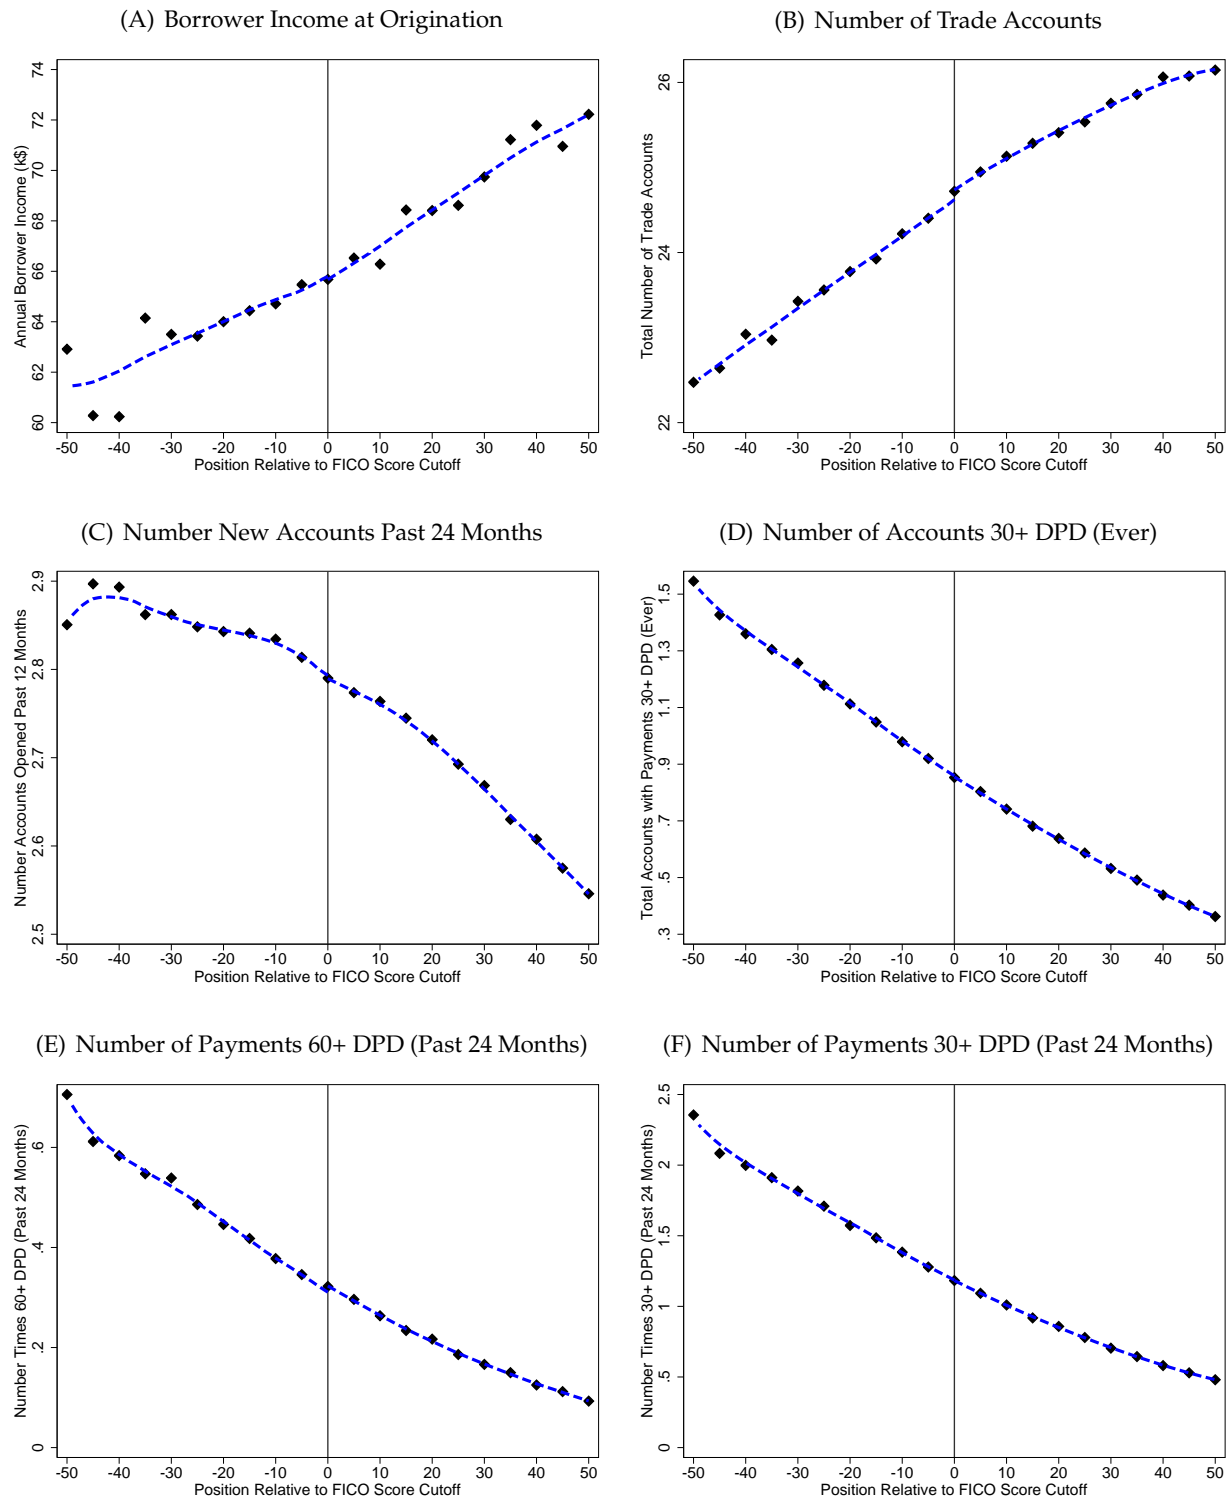 (A) Borrower Income at Origination
Annual Borrower Income (k$)
74
72
70
68
66
64
62
60
-50 -40 -30 -20 -10 0 10 20 30 40 50
Position Relative to FICO Score Cutoff
(B) Number of Trade Accounts
Total Number of Trade Accounts
26
24
22
-50 -40 -30 -20 -10 0 10 20 30 40 50
Position Relative to FICO Score Cutoff
(C) Number New Accounts Past 24 Months
Number Accounts Opened Past 12 Months
2.9
2.8
2.7
2.6
2.5
-50 -40 -30 -20 -10 0 10 20 30 40 50
Position Relative to FICO Score Cutoff
(D) Number of Accounts 30+ DPD (Ever)
Total Accounts with Payments 30+ DPD (Ever)
1.5
1.3
1.1
.9
.7
.5
.3
-50 -40 -30 -20 -10 0 10 20 30 40 50
Position Relative to FICO Score Cutoff
(E) Number of Payments 60+ DPD (Past 24 Months)
Number Times 60+ DPD (Past 24 Months)
.6
.4
.2
0
-50 -40 -30 -20 -10 0 10 20 30 40 50
Position Relative to FICO Score Cutoff
(F) Number of Payments 30+ DPD (Past 24 Months)
Number Times 30+ DPD (Past 24 Months)
2.5
2
1.5
1
.5
0
-50 -40 -30 -20 -10 0 10 20 30 40 50
Position Relative to FICO Score Cutoff